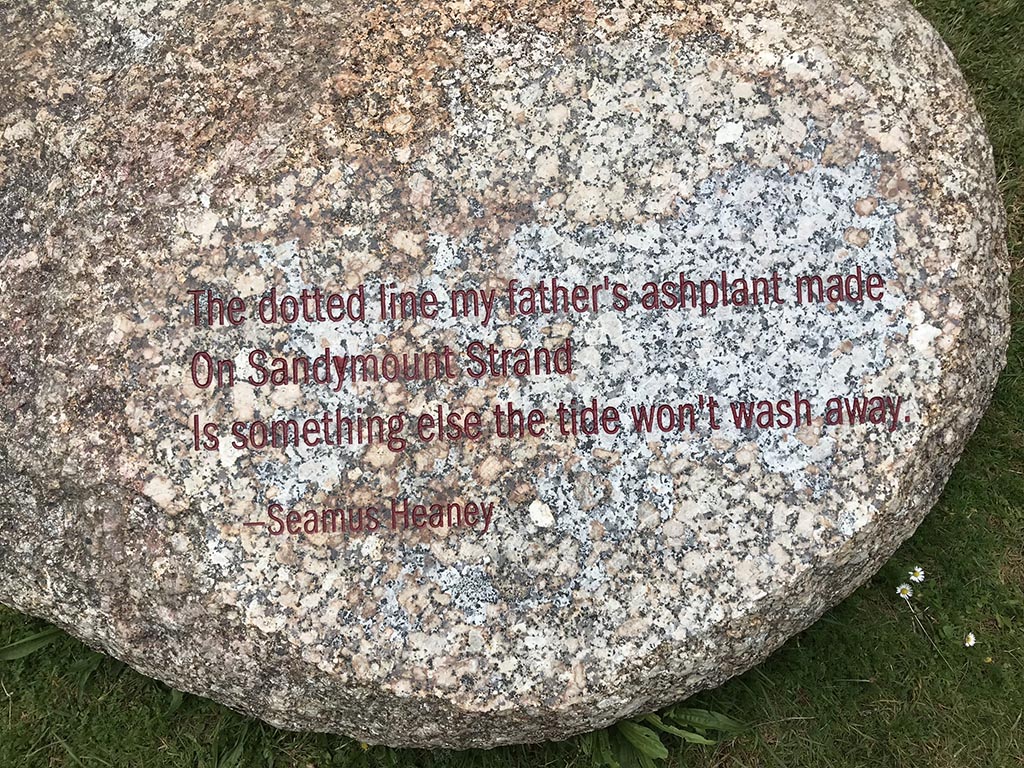 The dotted line my father's ashplant made
On Sandymount Strand
Is something else the tide won't wash away.
—Seamus Heaney